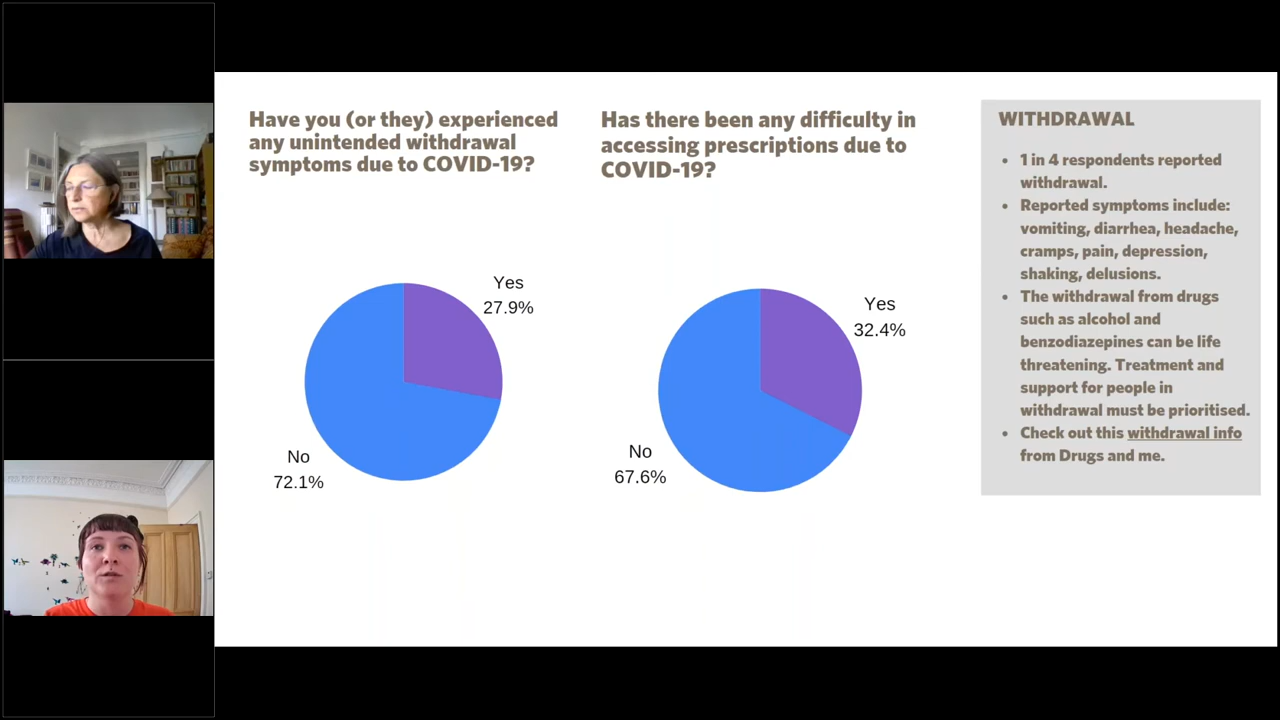 Have you (or they) experienced
any unintended withdrawal
symptoms due to COVID-19?
Yes
27.9%
No
72.1%
Has there been any difficulty in
accessing prescriptions due to
COVID-19?
Yes
32.4%
No
67.6%
WITHDRAWAL
• 1 in 4 respondents reported
withdrawal.
• Reported symptoms include:
vomiting, diarrhea, headache,
cramps, pain, depression,
shaking, delusions.
• The withdrawal from drugs
such as alcohol and
benzodiazepines can be life
threatening. Treatment and
support for people in
withdrawal must be prioritised.
• Check out this withdrawal info
from Drugs and me.